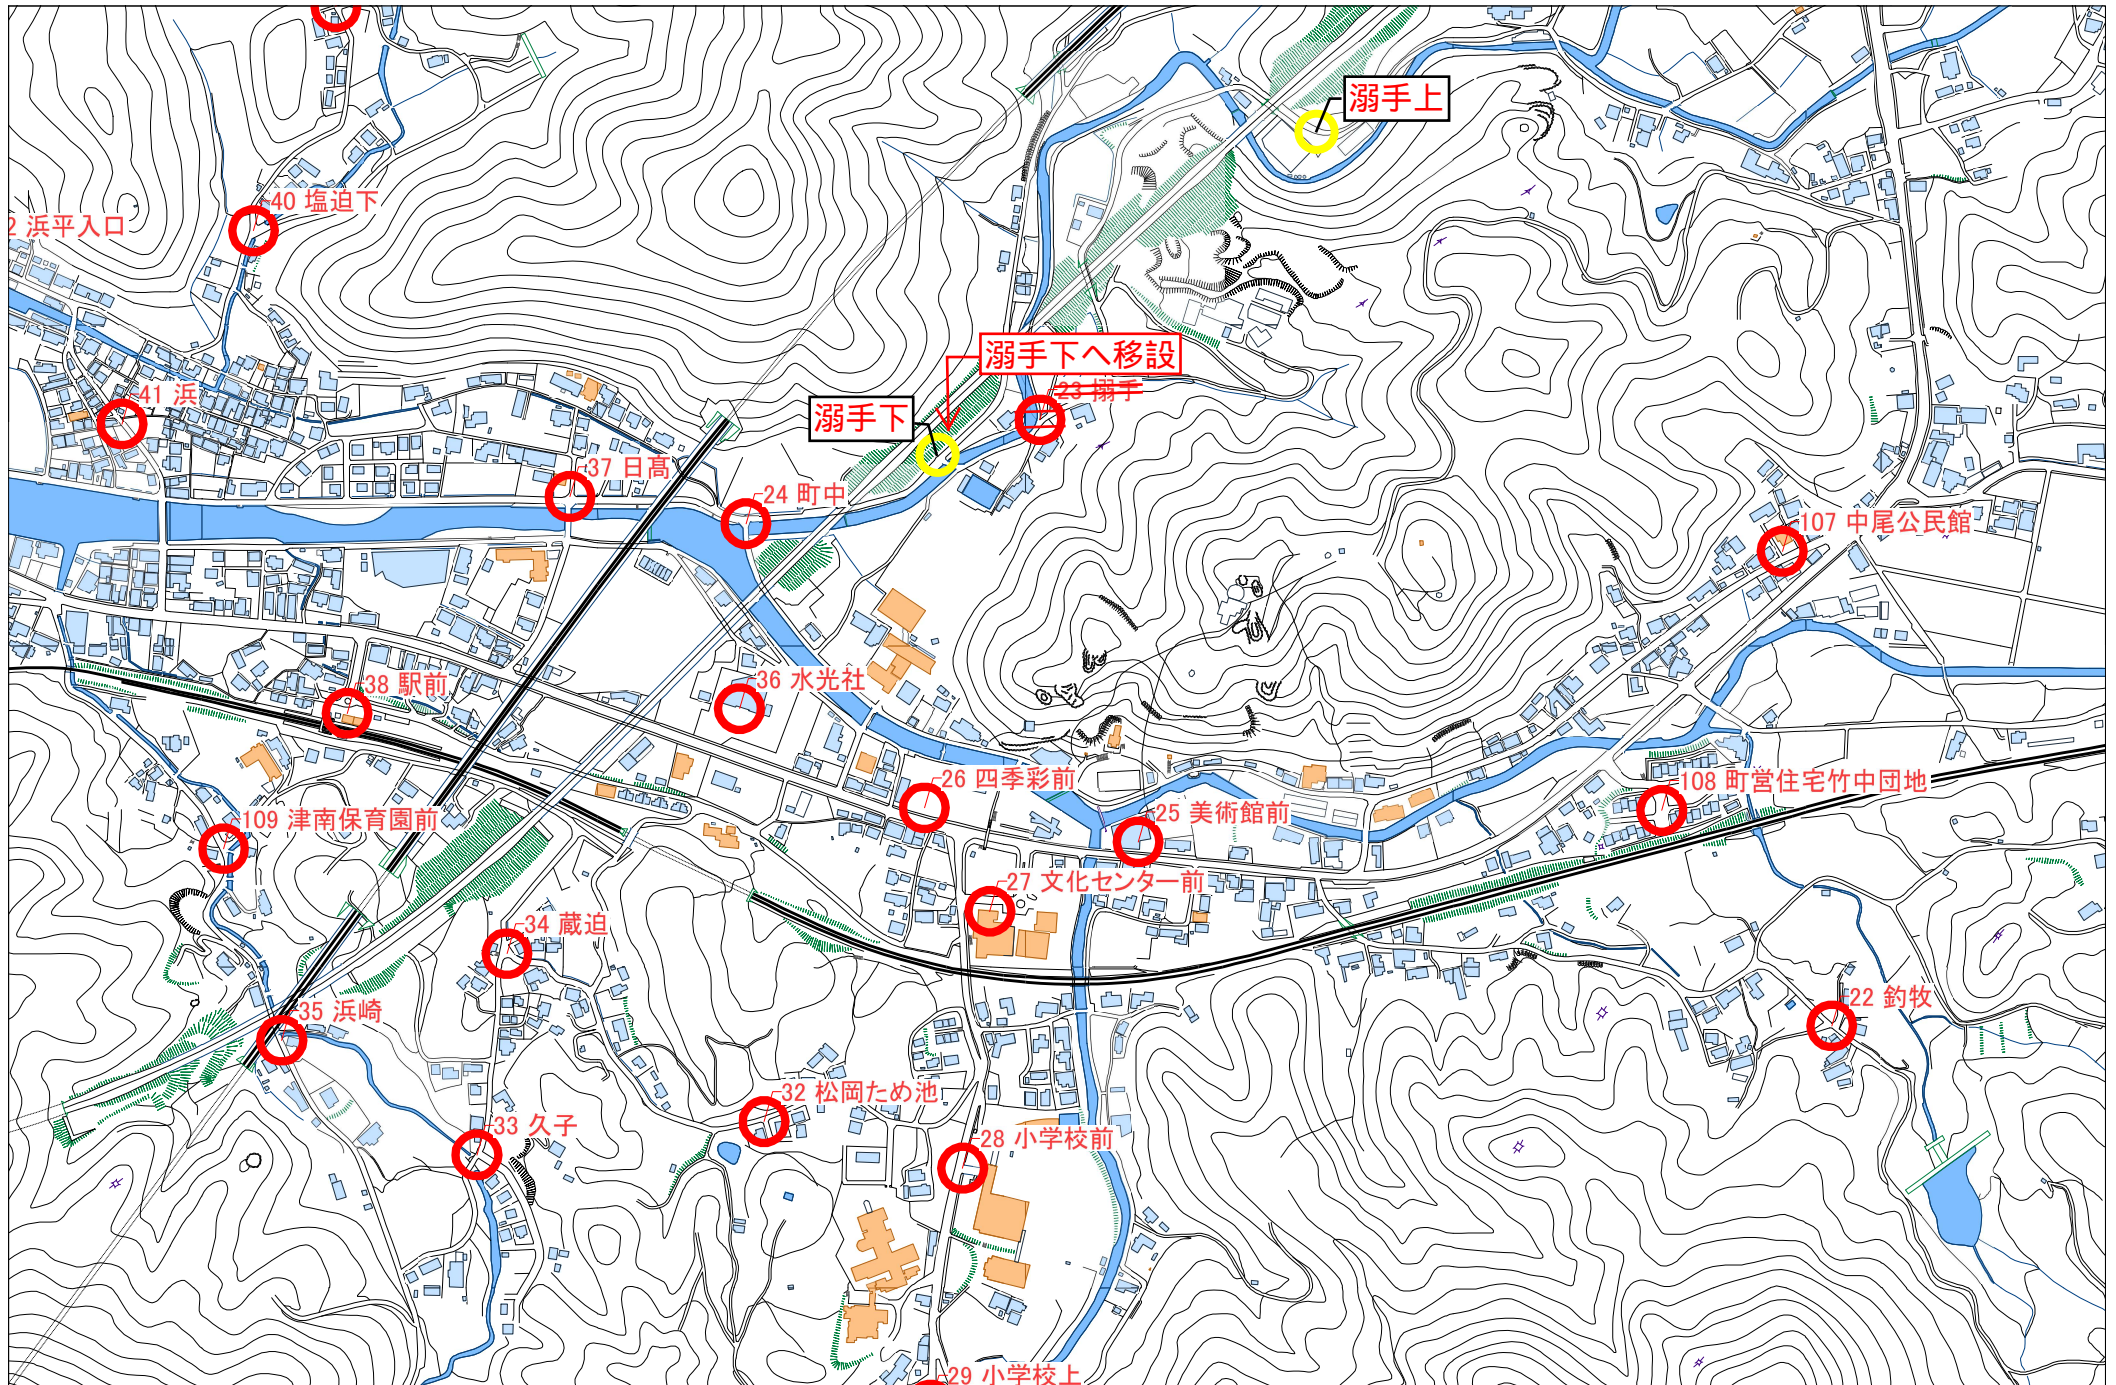 溺手上
40 塩迫下
2 浜平入口
溺手下へ移設
23 搦手
41 浜
溺手下
37 日髙
24 町中
107 中尾公民館
36 水光社
38 駅前
26 四季彩前
108 町営住宅竹中団地
109 津南保育園前
25 美術館前
27 文化センター前
34 蔵迫
35 浜崎
22 釣牧
32 松岡ため池
33 久子
28 小学校前
29 小学校上